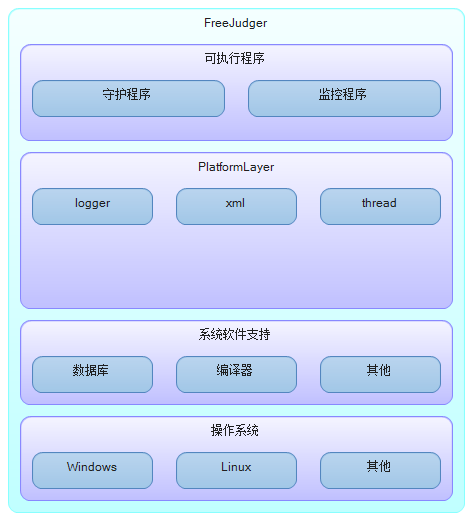 FreeJudger
可执行程序
守护程序 监控程序
PlatformLayer
logger xml thread
系统软件支持
数据库 编译器 其他
操作系统
Windows Linux 其他